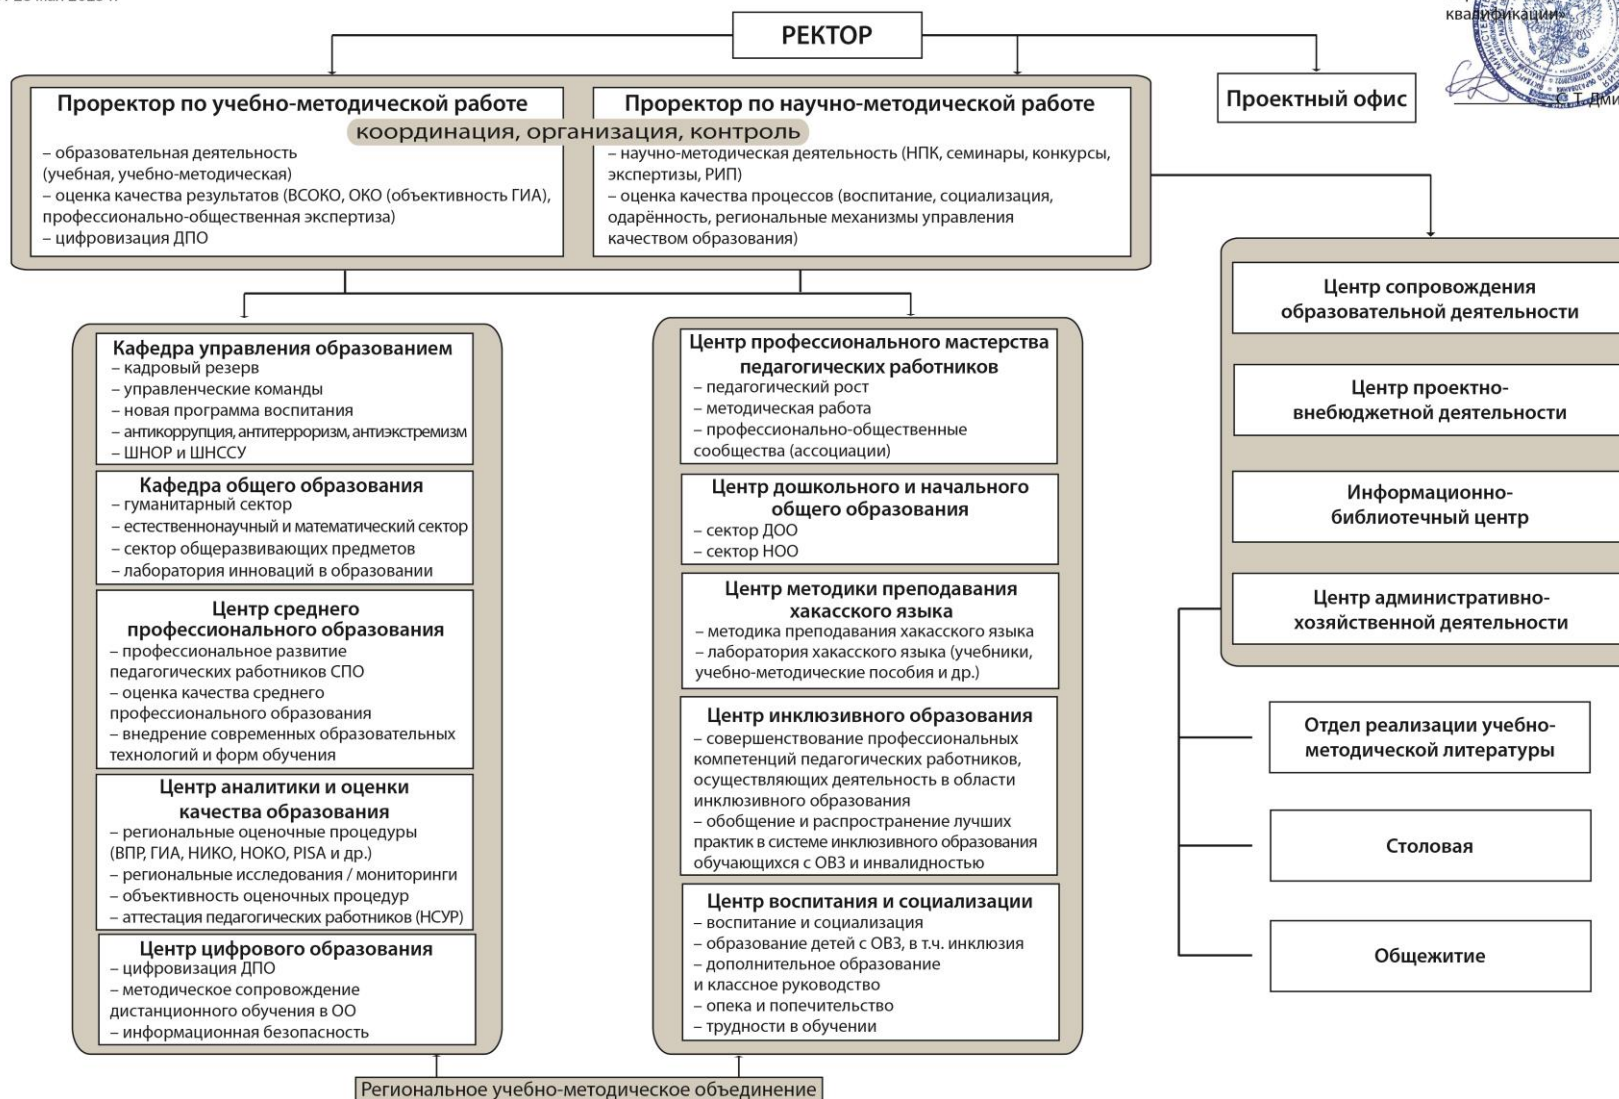 квалификации»
РЕКТОР
Проектный офис
Проректор по учебно-методической работе
Проректор по научно-методической работе
координация, организация, контроль
– образовательная деятельность
(учебная, учебно-методическая)
– оценка качества результатов (ВСОКО, ОКО (объективность ГИА),
профессионально-общественная экспертиза)
– цифровизация ДПО
– научно-методическая деятельность (НПК, семинары, конкурсы,
экспертизы, РИП)
– оценка качества процессов (воспитание, социализация,
одарённость, региональные механизмы управления
качеством образования)
Кафедра управления образованием
– кадровый резерв
– управленческие команды
– новая программа воспитания
– антикоррупция, антитерроризм, антиэкстремизм
– ШНОР и ШНССУ
Кафедра общего образования
– гуманитарный сектор
– естественнонаучный и математический сектор
– сектор общеразвивающих предметов
– лаборатория инноваций в образовании
Центр среднего
профессионального образования
– профессиональное развитие
педагогических работников СПО
– оценка качества среднего
профессионального образования
– внедрение современных образовательных
технологий и форм обучения
Центр аналитики и оценки
качества образования
– региональные оценочные процедуры
(ВПР, ГИА, НИКО, НОКО, PISA и др.)
– региональные исследования / мониторинги
– объективность оценочных процедур
– аттестация педагогических работников (НСУР)
Центр цифрового образования
– цифровизация ДПО
– методическое сопровождение
дистанционного обучения в ОО
– информационная безопасность
Центр профессионального мастерства
педагогических работников
– педагогический рост
– методическая работа
– профессионально-общественные
сообщества (ассоциации)
Центр дошкольного и начального
общего образования
– сектор ДОО
– сектор НОО
Центр методики преподавания
хакасского языка
– методика преподавания хакасского языка
– лаборатория хакасского языка (учебники,
учебно-методические пособия и др.)
Центр инклюзивного образования
– совершенствование профессиональных
компетенций педагогических работников,
осуществляющих деятельность в области
инклюзивного образования
– обобщение и распространение лучших
практик в системе инклюзивного образования
обучающихся с ОВЗ и инвалидностью
Центр воспитания и социализации
– воспитание и социализация
– образование детей с ОВЗ, в т.ч. инклюзия
– дополнительное образование
и классное руководство
– опека и попечительство
– трудности в обучении
Центр сопровождения
образовательной деятельности
Центр проектно-
внебюджетной деятельности
Информационно-
библиотечный центр
Центр административно-
хозяйственной деятельности
Отдел реализации учебно-
методической литературы
Столовая
Общежитие
Региональное учебно-методическое объединение